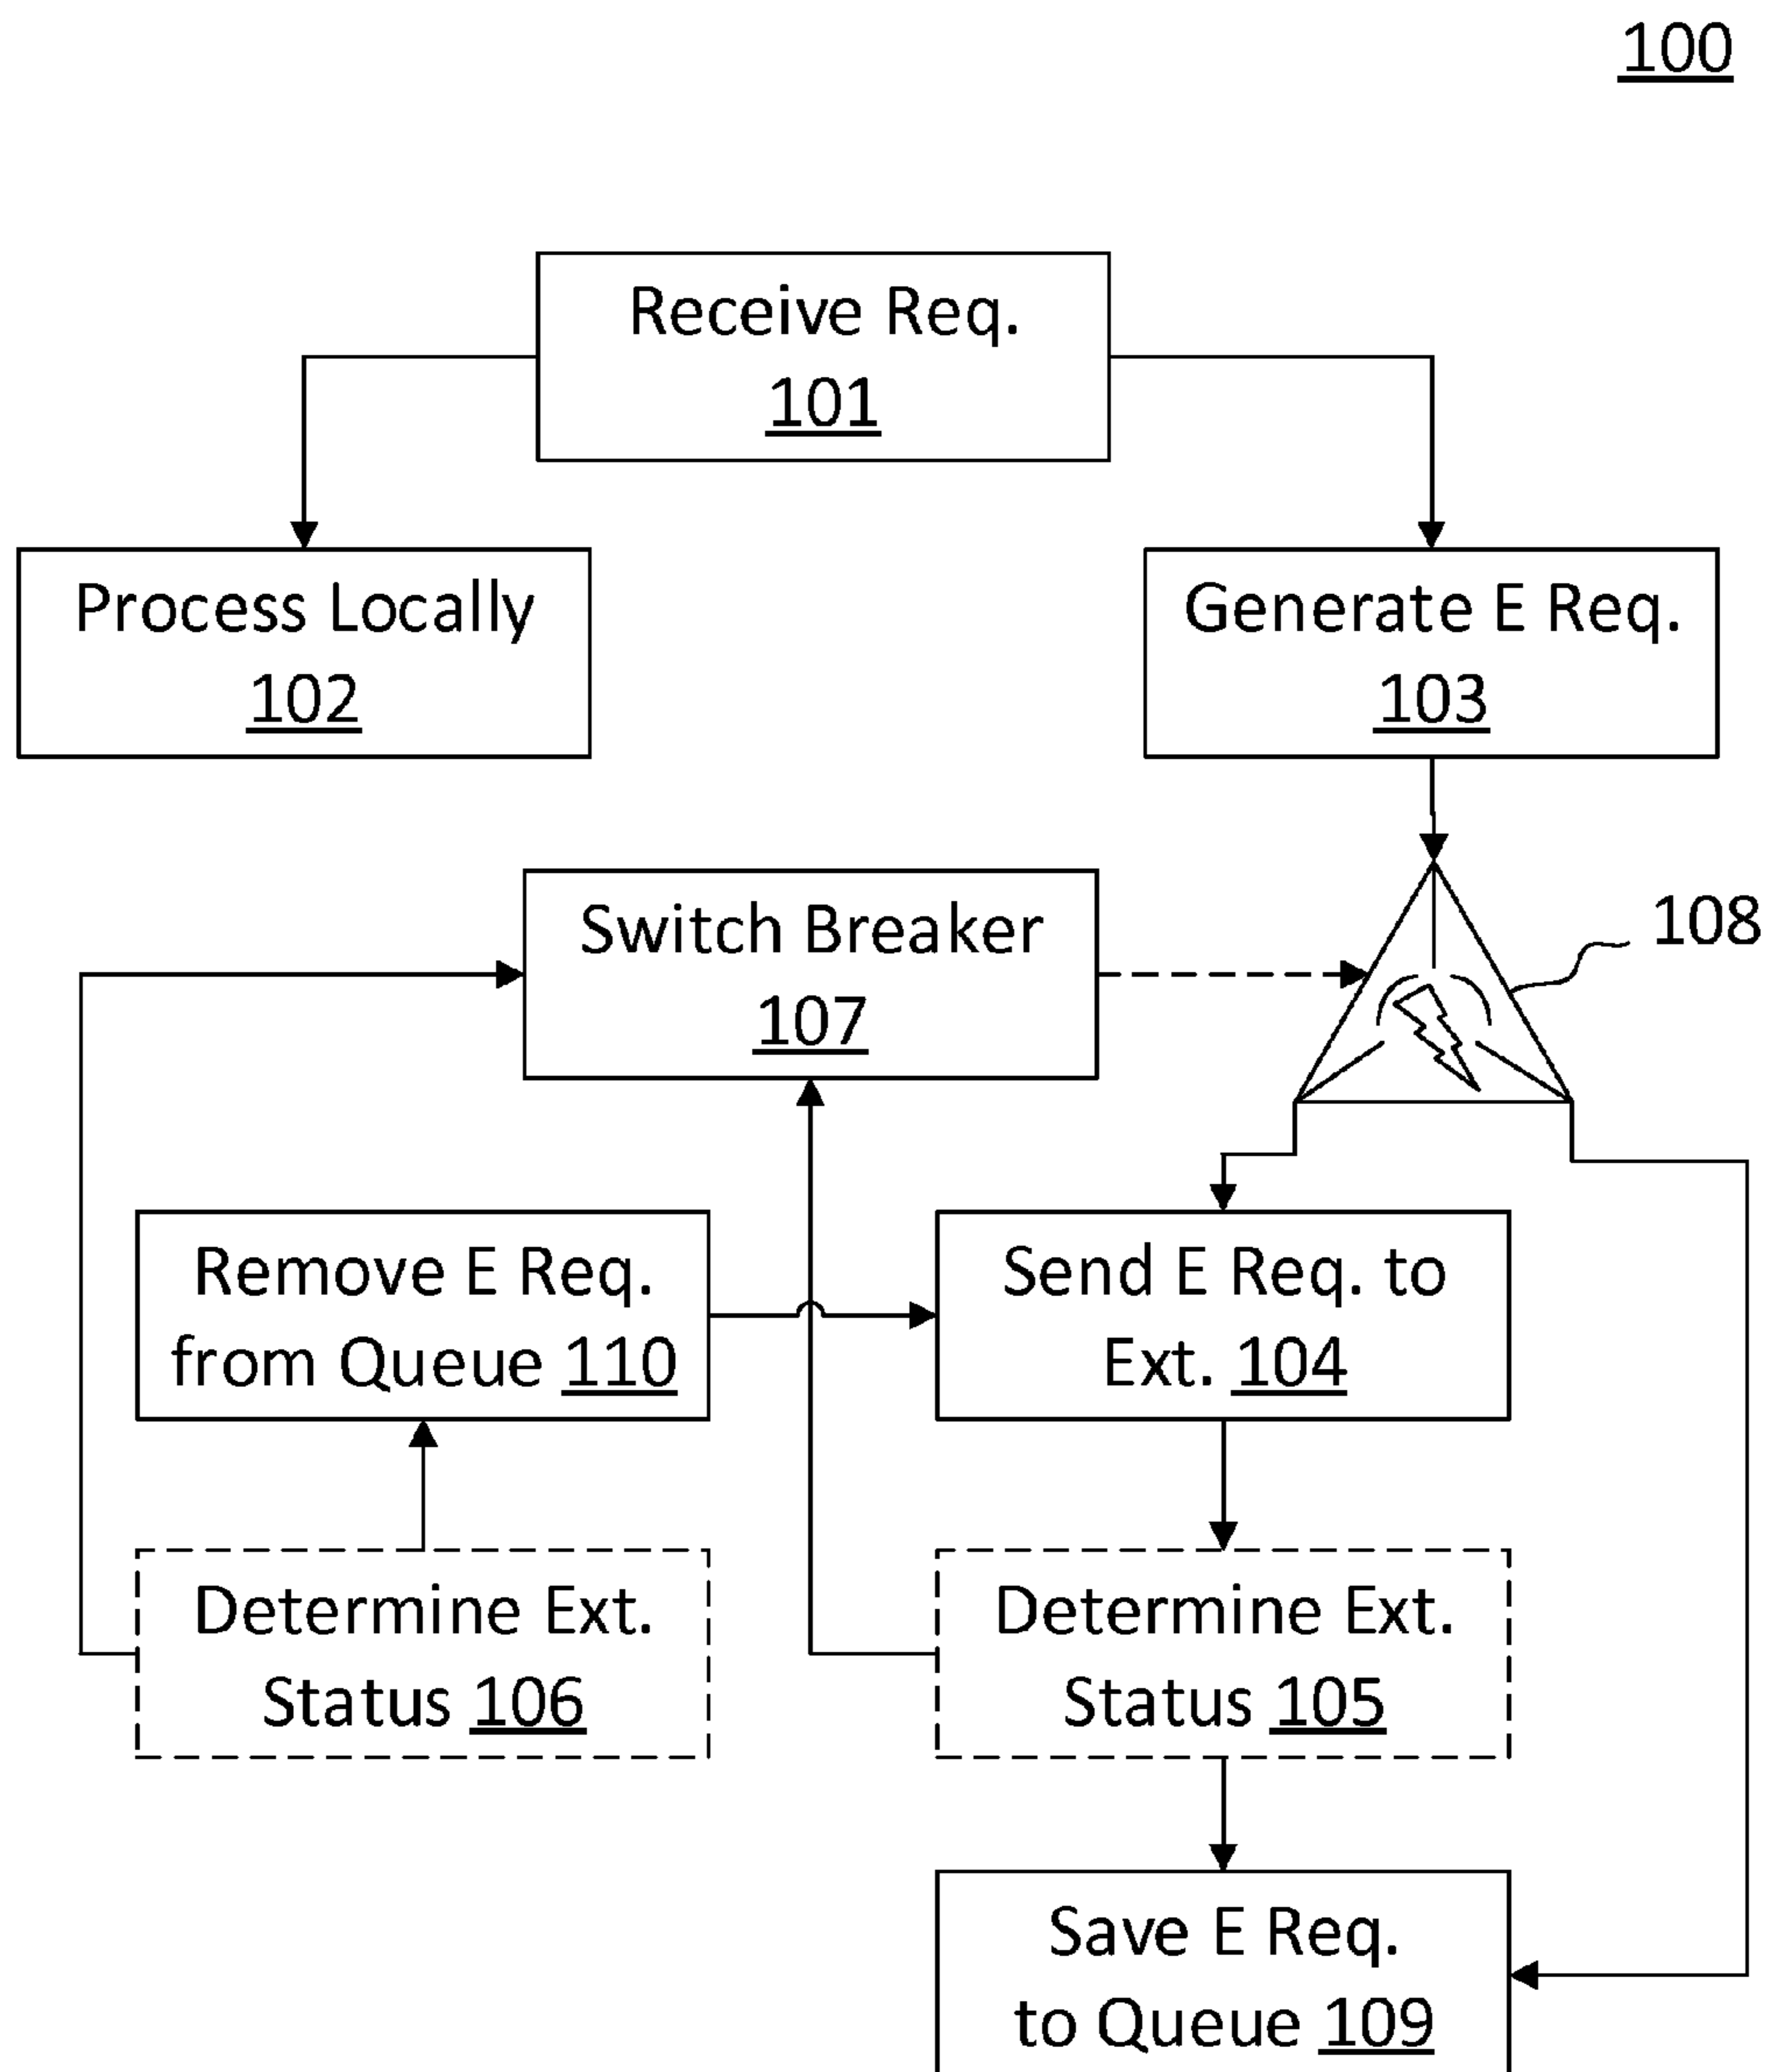 100
Receive Req.
101
Process Locally
102
Generate E Req.
103
Switch Breaker
107
108
Remove E Req.
from Queue 110
Send E Req. to
Ext. 104
Determine Ext.
Status 106
Determine Ext.
Status 105
Save E Req.
to Queue 109